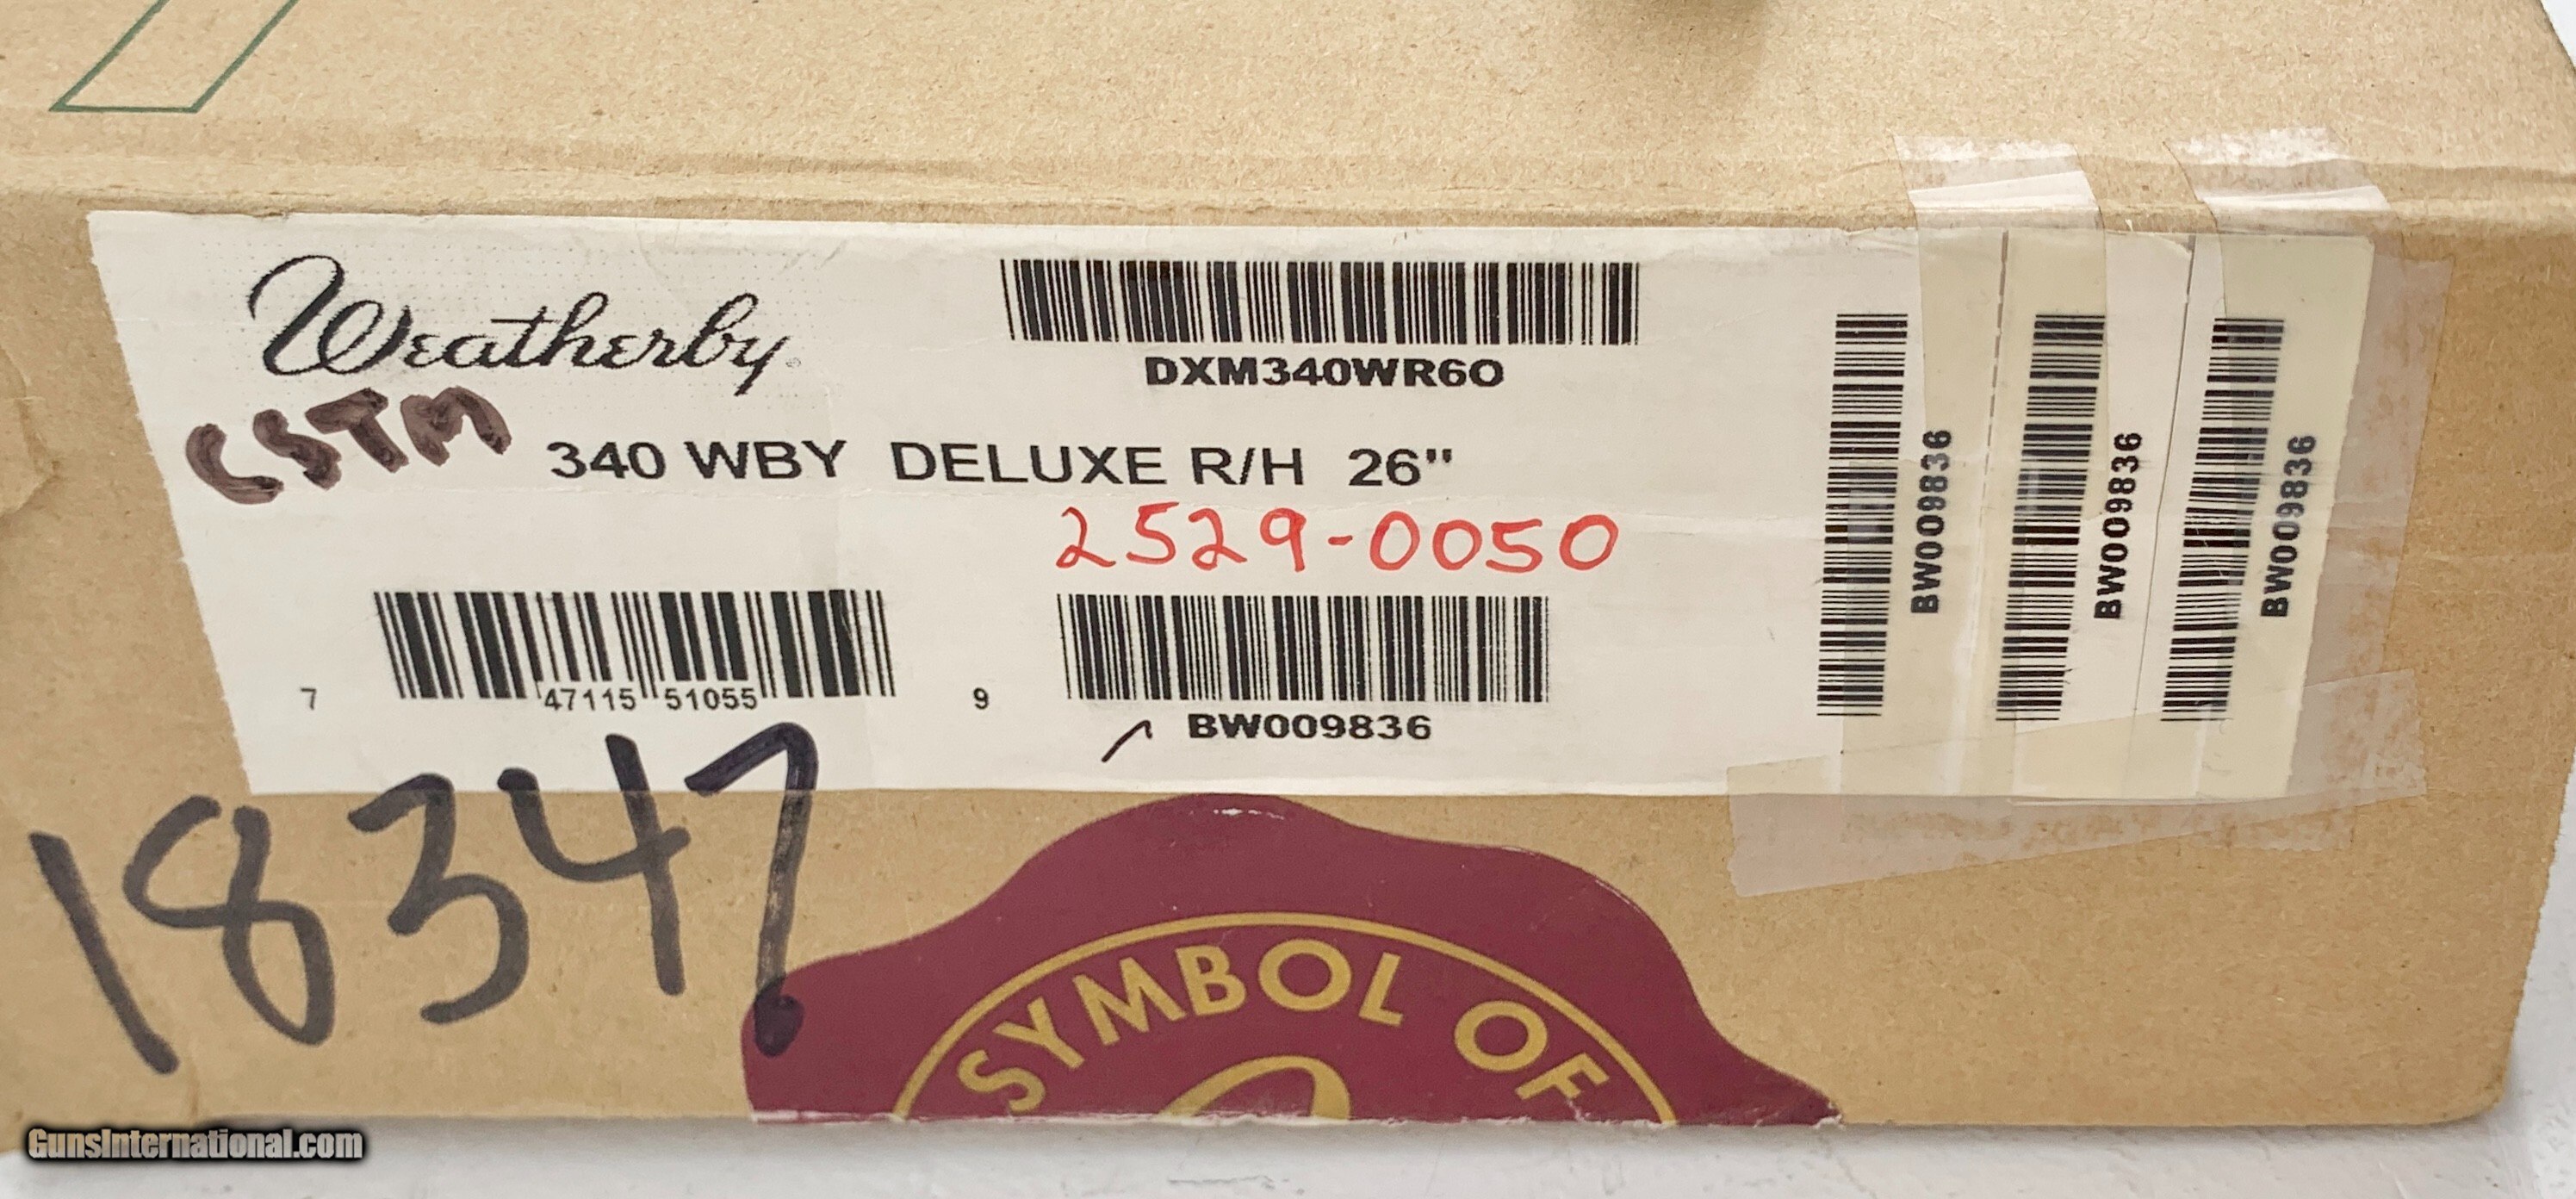 Weatherby
DXM340WR6O
CSTM
340 WBY DELUXE R/H 26"
2529-0050
7 47115 51055 9
BW009836
BW009836
BW009836
BW009836
18347
SYMBOL OF
GunsInternational.com